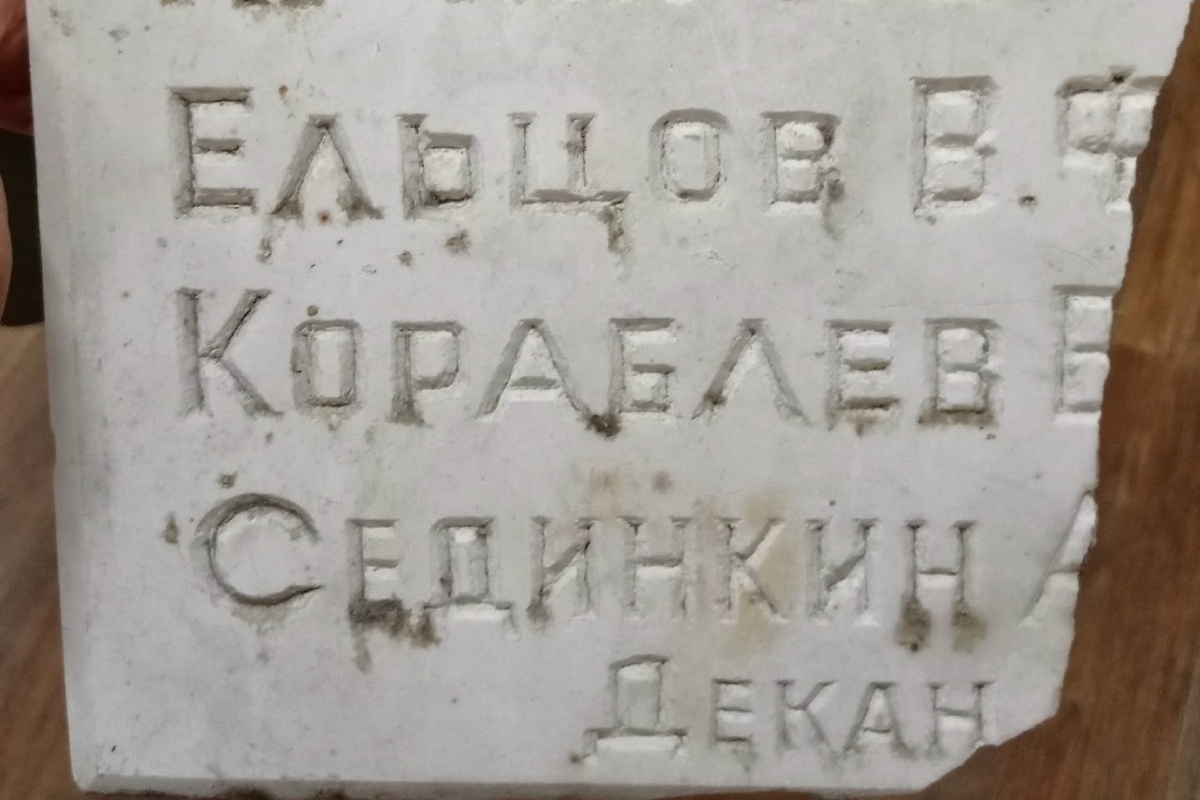 Ельцов В. Ф
Кораблев
Сединкин А
Декан